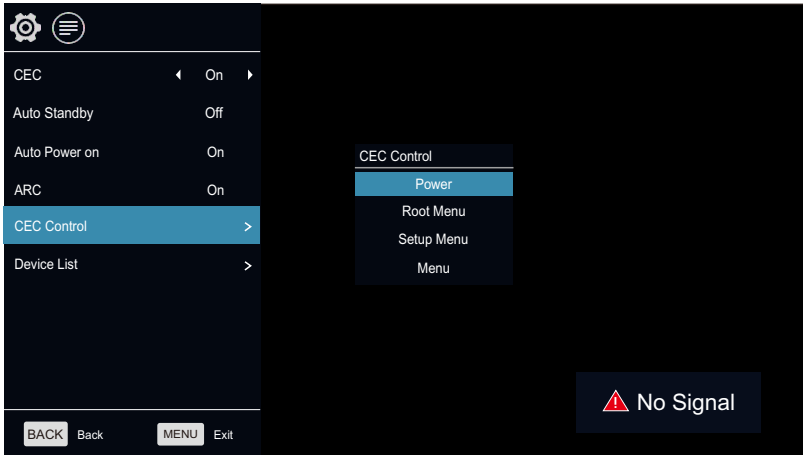 CEC On
Auto Standby Off
Auto Power on On
ARC On
CEC Control >
Device List >
BACK Back MENU Exit
CEC Control
Power
Root Menu
Setup Menu
Menu
No Signal